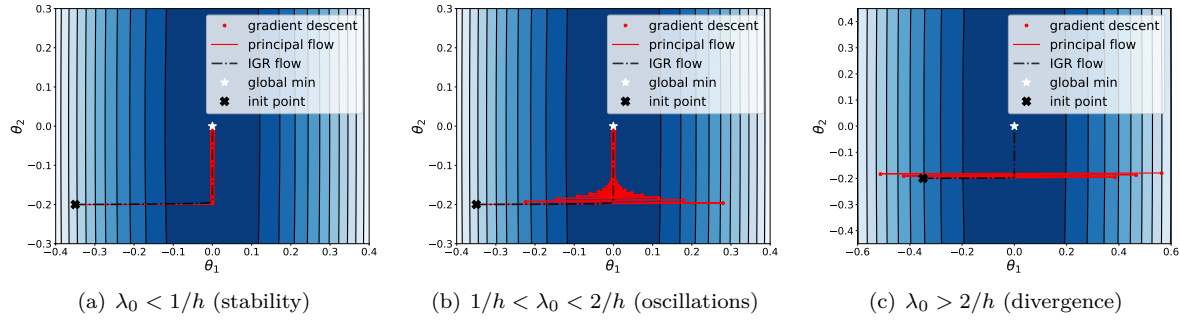 gradient descent
principal flow
IGR flow
global min
init point
0.3
0.2
0.1
0.0
−0.1
−0.2
−0.3
θ2
−0.4 −0.3 −0.2 −0.1 0.0 0.1 0.2 0.3 0.4
θ1
(a) λ0 < 1/h (stability)
gradient descent
principal flow
IGR flow
global min
init point
0.3
0.2
0.1
0.0
−0.1
−0.2
−0.3
θ2
−0.4 −0.3 −0.2 −0.1 0.0 0.1 0.2 0.3 0.4
θ1
(b) 1/h < λ0 < 2/h (oscillations)
gradient descent
principal flow
IGR flow
global min
init point
0.4
0.3
0.2
0.1
0.0
−0.1
−0.2
−0.3
−0.4
θ2
−0.6 −0.4 −0.2 0.0 0.2 0.4 0.6
θ1
(c) λ0 > 2/h (divergence)